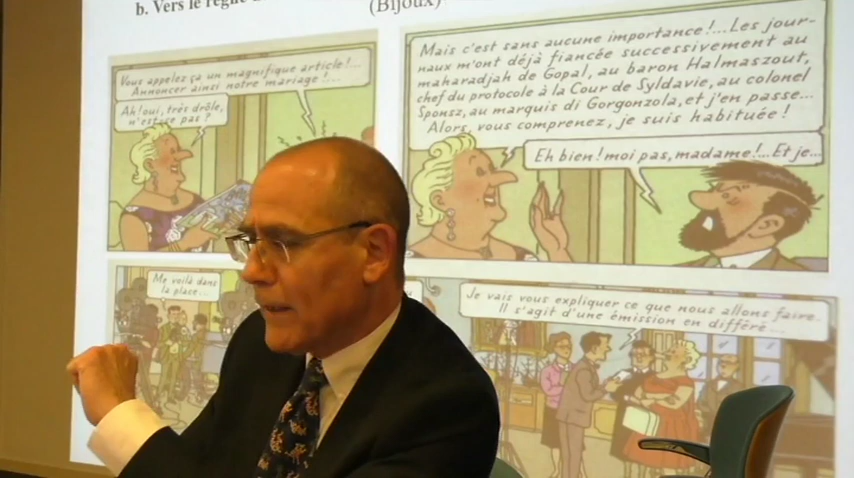 b. Vers le règne
(Bijoux)
Vous appelez ça un magnifique article!...
Annoncer ainsi notre mariage!....
Ah! oui, très drôle,
n'est-ce pas ?
Mais c'est sans aucune importance!...Les jour-
naux m'ont déjà fiancée successivement au
maharadjah de Gopal, au baron Halmaszout,
chef du protocole à la Cour de Syldavie, au colonel
Sponsz, au marquis di Gorgonzola, et j'en passe...
Alors, vous comprenez, je suis habituée!
Eh bien! moi pas, madame!...Et je...
Me voilà dans
la place...
Je vais vous expliquer ce que nous allons faire.
Il s'agit d'une émission en différé...